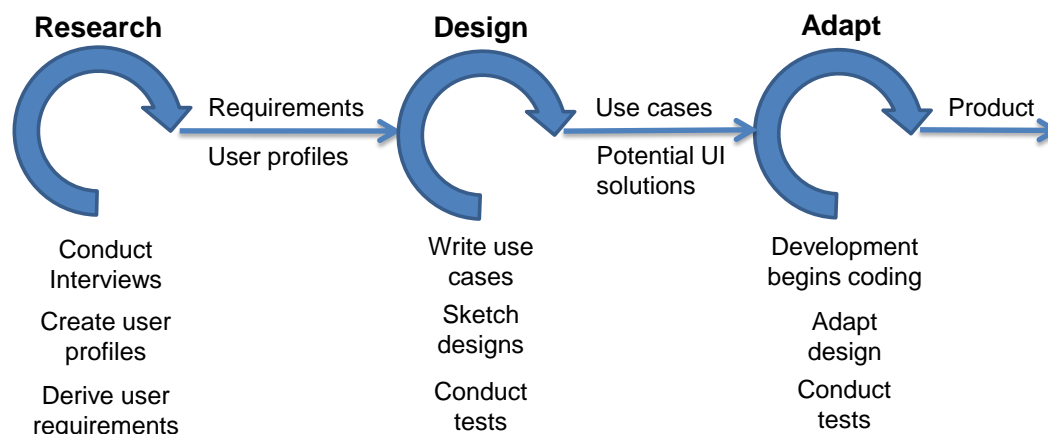 Research
Design
Adapt
Requirements
User profiles
Use cases
Potential UI
solutions
Product
Conduct
Interviews
Create user
profiles
Derive user
requirements
Write use
cases
Sketch
designs
Conduct
tests
Development
begins coding
Adapt
design
Conduct
tests